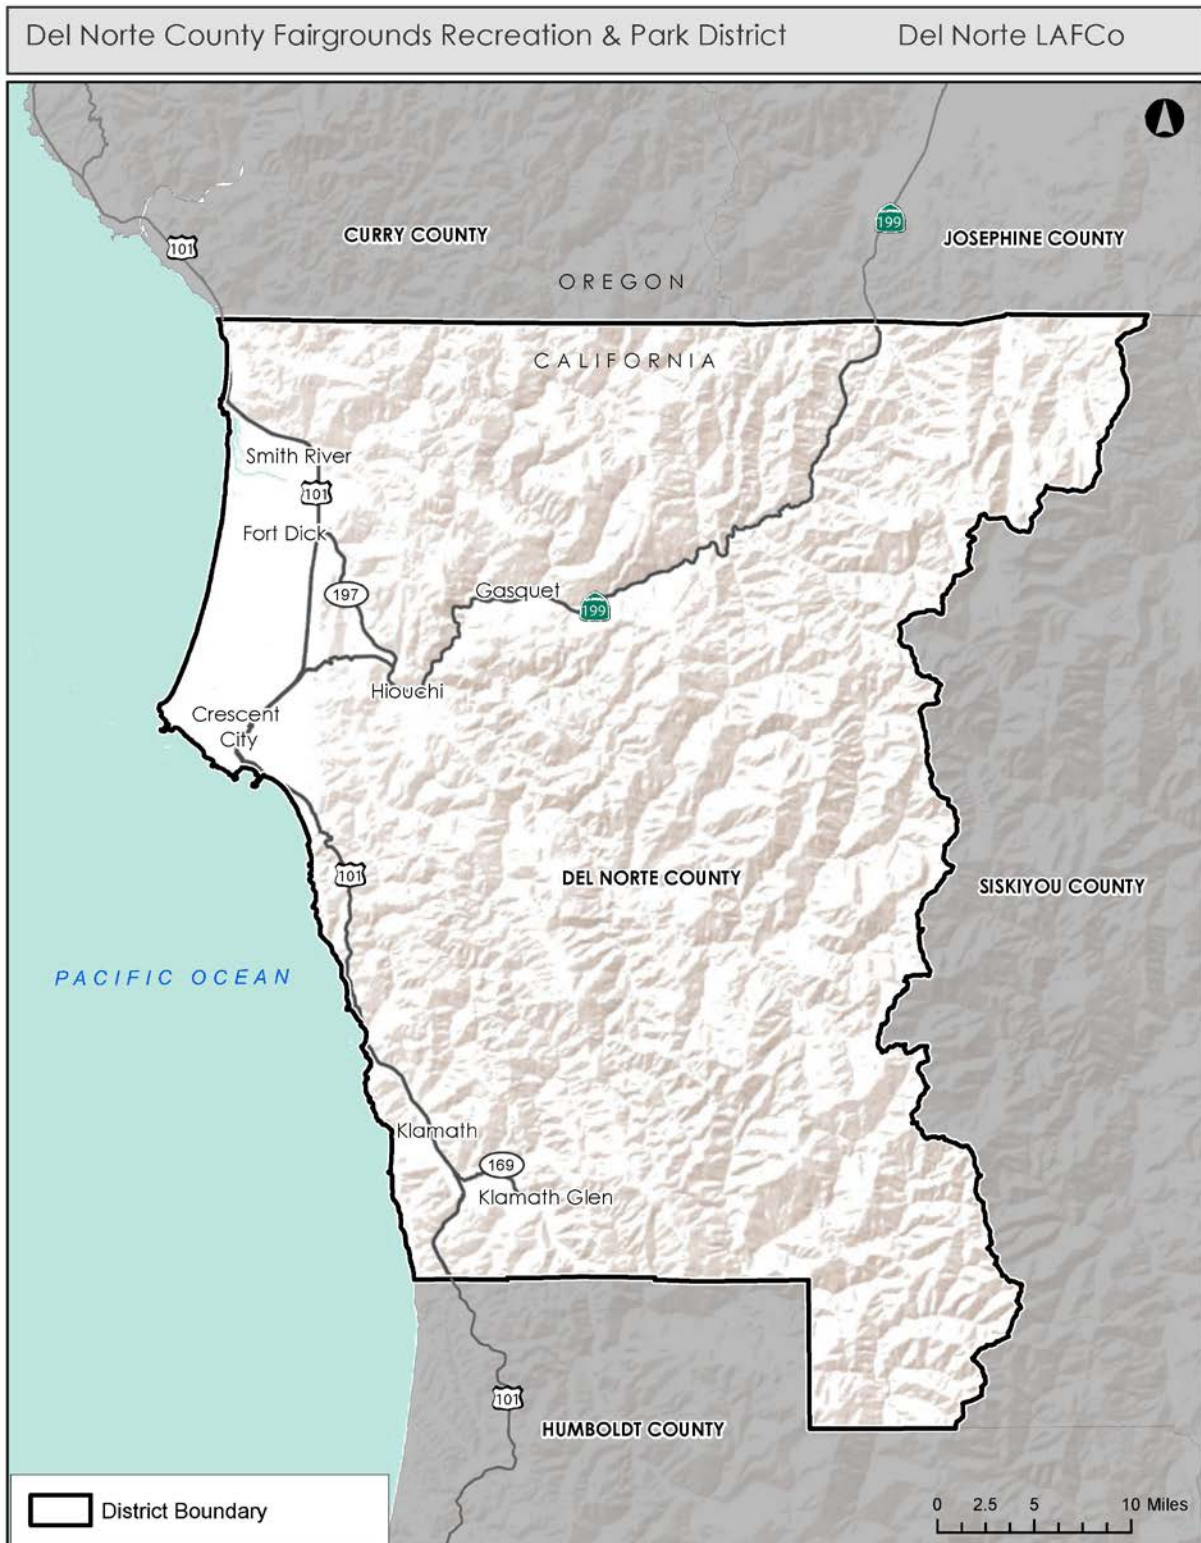 Del Norte County Fairgrounds Recreation & Park District Del Norte LAFCo
199
CURRY COUNTY
JOSEPHINE COUNTY
101
OREGON
CALIFORNIA
Smith River
101
Fort Dick
197
Gasquet
199
Hiouchi
Crescent
City
101
DEL NORTE COUNTY
SISKIYOU COUNTY
PACIFIC OCEAN
Klamath
169
Klamath Glen
101
HUMBOLDT COUNTY
District Boundary
0 2.5 5 10 Miles